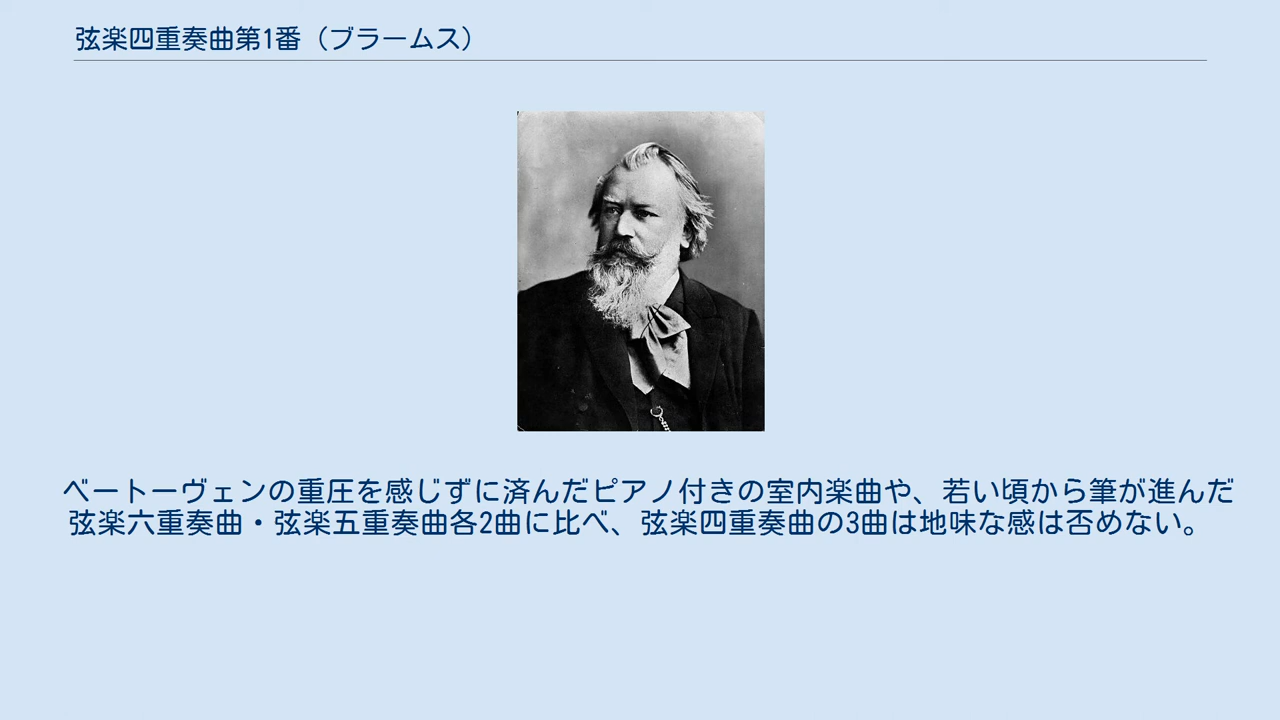 弦楽四重奏曲第1番（ブラームス）
ベートーヴェンの重圧を感じずに済んだピアノ付きの室内楽曲や、若い頃から筆が進んだ
弦楽六重奏曲・弦楽五重奏曲各2曲に比べ、弦楽四重奏曲の3曲は地味な感は否めない。